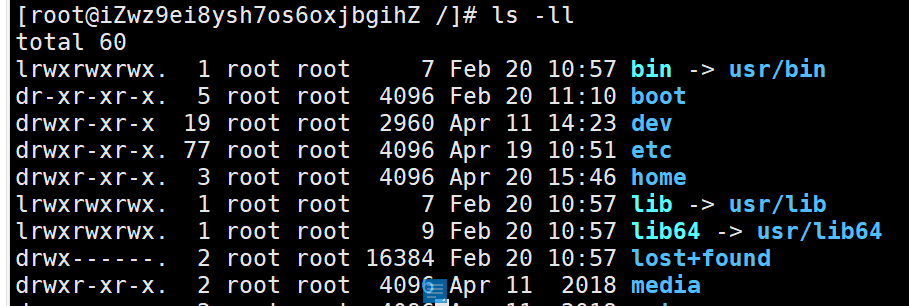 [root@iZwz9ei8ysh7os6oxjbgihZ /]# ls -ll
total 60
lrwxrwxrwx.  1 root root     7 Feb 20 10:57 bin -> usr/bin
dr-xr-xr-x.  5 root root  4096 Feb 20 11:10 boot
drwxr-xr-x  19 root root  2960 Apr 11 14:23 dev
drwxr-xr-x. 77 root root  4096 Apr 19 10:51 etc
drwxr-xr-x.  3 root root  4096 Apr 20 15:46 home
lrwxrwxrwx.  1 root root     7 Feb 20 10:57 lib -> usr/lib
lrwxrwxrwx.  1 root root     9 Feb 20 10:57 lib64 -> usr/lib64
drwx------.  2 root root 16384 Feb 20 10:57 lost+found
drwxr-xr-x.  2 root root  4096 Apr 11  2018 media